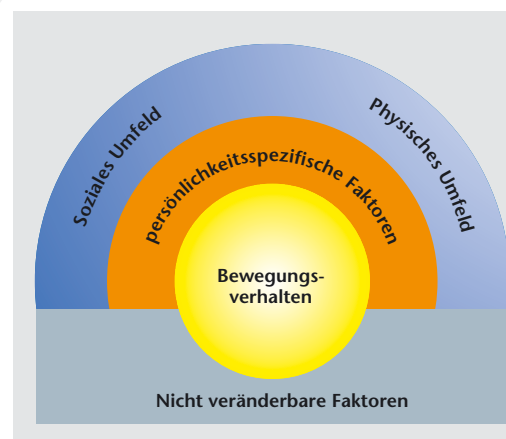 Soziales Umfeld
Physisches Umfeld
persönlichkeitsspezifische Faktoren
Bewegungs-
verhalten
Nicht veränderbare Faktoren